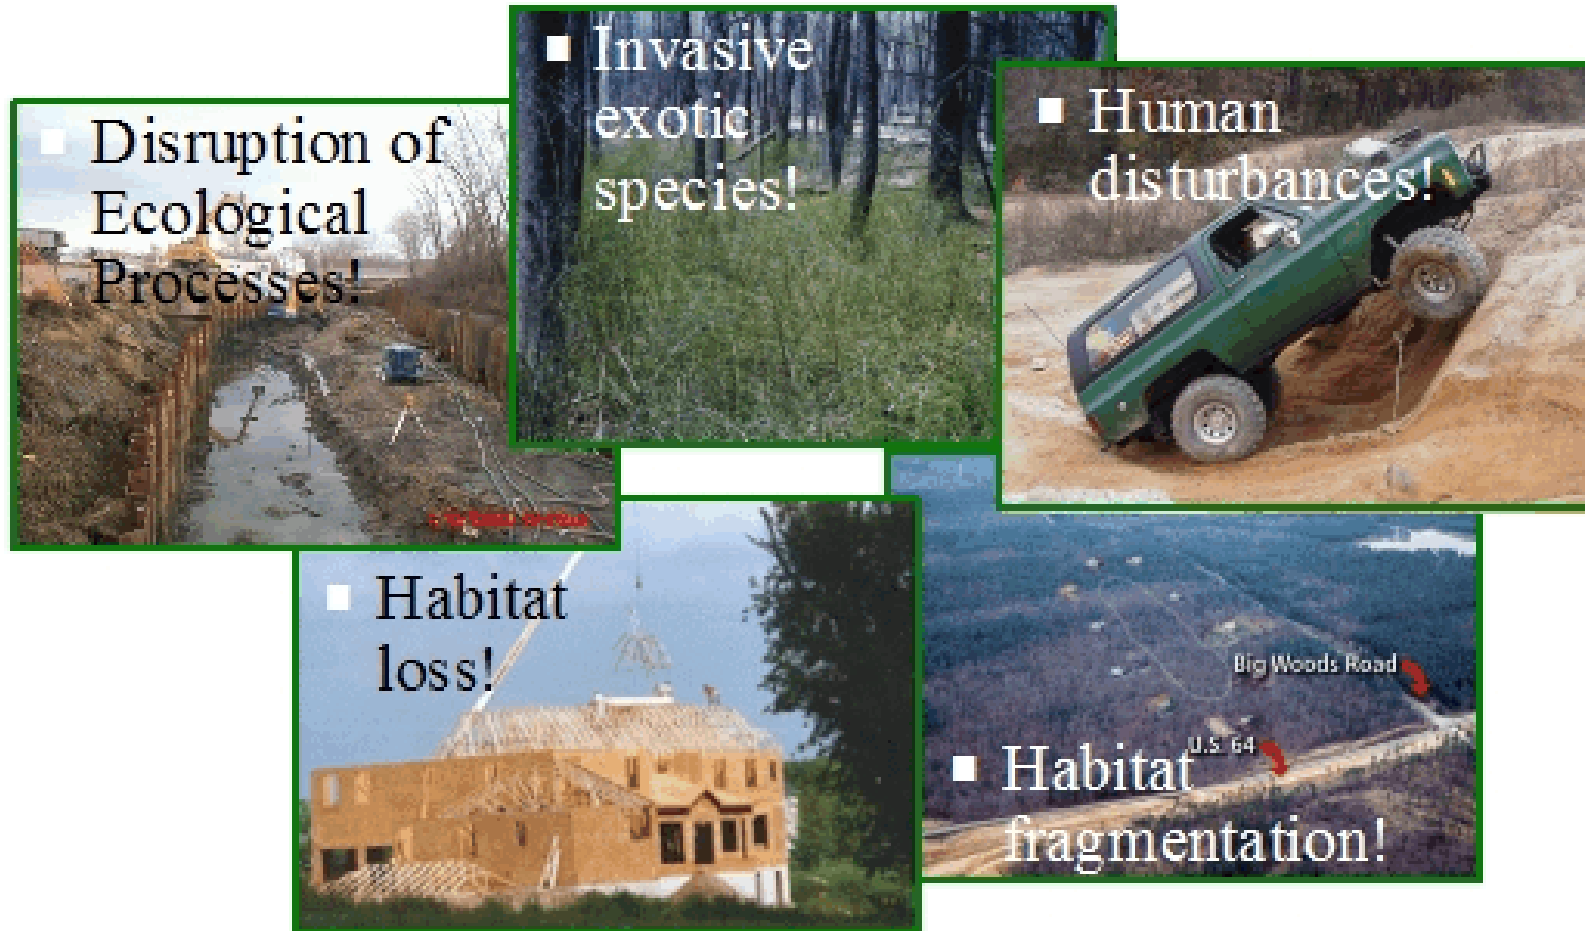 Disruption of
Ecological
Processes!
Invasive
exotic
species!
Human
disturbances!
Habitat
loss!
Big Woods Road
U.S. 64
Habitat
fragmentation!